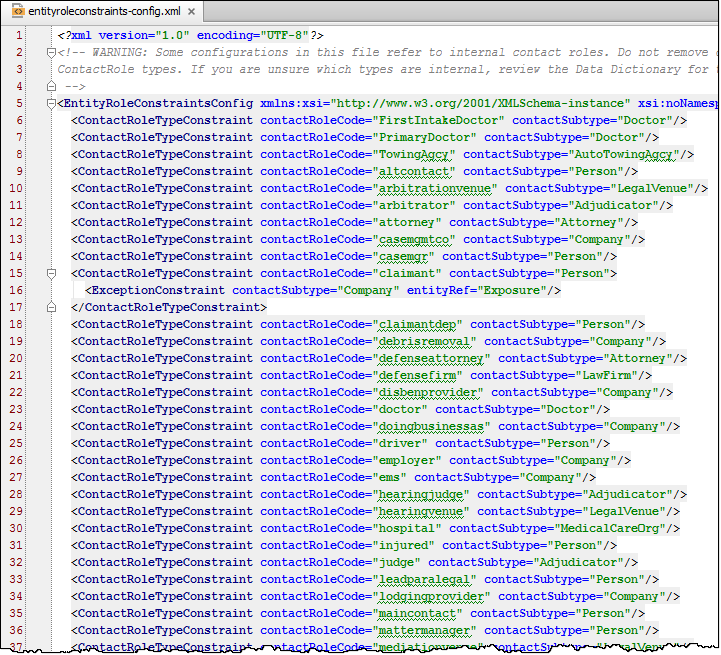 entityroleconstraints-config.xml
1 <?xml version="1.0" encoding="UTF-8"?>
2 <!-- WARNING: Some configurations in this file refer to internal contact roles. Do not remove
3 ContactRole types. If you are unsure which types are internal, review the Data Dictionary for
4 -->
5 <EntityRoleConstraintsConfig xmlns:xsi="http://www.w3.org/2001/XMLSchema-instance" xsi:noNamesp
6 <ContactRoleTypeConstraint contactRoleCode="FirstIntakeDoctor" contactSubtype="Doctor"/>
7 <ContactRoleTypeConstraint contactRoleCode="PrimaryDoctor" contactSubtype="Doctor"/>
8 <ContactRoleTypeConstraint contactRoleCode="TowingAgcy" contactSubtype="AutoTowingAgcy"/>
9 <ContactRoleTypeConstraint contactRoleCode="altcontact" contactSubtype="Person"/>
10 <ContactRoleTypeConstraint contactRoleCode="arbitrationvenue" contactSubtype="LegalVenue"/>
11 <ContactRoleTypeConstraint contactRoleCode="arbitrator" contactSubtype="Adjudicator"/>
12 <ContactRoleTypeConstraint contactRoleCode="attorney" contactSubtype="Attorney"/>
13 <ContactRoleTypeConstraint contactRoleCode="casemgmtco" contactSubtype="Company"/>
14 <ContactRoleTypeConstraint contactRoleCode="casemgr" contactSubtype="Person"/>
15 <ContactRoleTypeConstraint contactRoleCode="claimant" contactSubtype="Person">
16 <ExceptionConstraint contactSubtype="Company" entityRef="Exposure"/>
17 </ContactRoleTypeConstraint>
18 <ContactRoleTypeConstraint contactRoleCode="claimantdep" contactSubtype="Person"/>
19 <ContactRoleTypeConstraint contactRoleCode="debrisremoval" contactSubtype="Company"/>
20 <ContactRoleTypeConstraint contactRoleCode="defenseattorney" contactSubtype="Attorney"/>
21 <ContactRoleTypeConstraint contactRoleCode="defensefirm" contactSubtype="LawFirm"/>
22 <ContactRoleTypeConstraint contactRoleCode="disbenprovider" contactSubtype="Company"/>
23 <ContactRoleTypeConstraint contactRoleCode="doctor" contactSubtype="Doctor"/>
24 <ContactRoleTypeConstraint contactRoleCode="doingbusinessas" contactSubtype="Company"/>
25 <ContactRoleTypeConstraint contactRoleCode="driver" contactSubtype="Person"/>
26 <ContactRoleTypeConstraint contactRoleCode="employer" contactSubtype="Company"/>
27 <ContactRoleTypeConstraint contactRoleCode="ems" contactSubtype="Company"/>
28 <ContactRoleTypeConstraint contactRoleCode="hearingjudge" contactSubtype="Adjudicator"/>
29 <ContactRoleTypeConstraint contactRoleCode="hearingvenue" contactSubtype="LegalVenue"/>
30 <ContactRoleTypeConstraint contactRoleCode="hospital" contactSubtype="MedicalCareOrg"/>
31 <ContactRoleTypeConstraint contactRoleCode="injured" contactSubtype="Person"/>
32 <ContactRoleTypeConstraint contactRoleCode="judge" contactSubtype="Adjudicator"/>
33 <ContactRoleTypeConstraint contactRoleCode="leadparalegal" contactSubtype="Person"/>
34 <ContactRoleTypeConstraint contactRoleCode="lodgingprovider" contactSubtype="Company"/>
35 <ContactRoleTypeConstraint contactRoleCode="maincontact" contactSubtype="Person"/>
36 <ContactRoleTypeConstraint contactRoleCode="mattermanager" contactSubtype="Person"/>
37 <ContactRoleTypeConstraint contactRoleCode="mediationvenue" contactSubtype="LegalVenue"